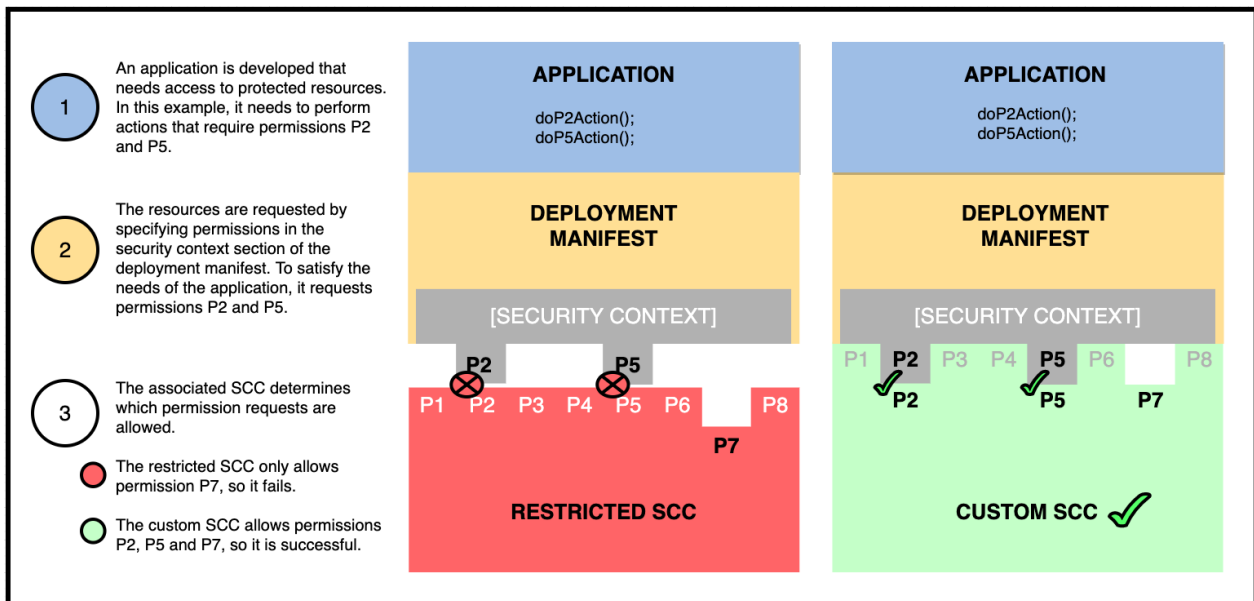 1
An application is developed that
needs access to protected resources.
In this example, it needs to perform
actions that require permissions P2
and P5.
2
The resources are requested by
specifying permissions in the
security context section of the
deployment manifest. To satisfy the
needs of the application, it requests
permissions P2 and P5.
3
The associated SCC determines
which permission requests are
allowed.
The restricted SCC only allows
permission P7, so it fails.
The custom SCC allows permissions
P2, P5 and P7, so it is successful.
APPLICATION
doP2Action();
doP5Action();
DEPLOYMENT
MANIFEST
[SECURITY CONTEXT]
P2 P5
P1 P2 P3 P4 P5 P6 P8
P7
RESTRICTED SCC
APPLICATION
doP2Action();
doP5Action();
DEPLOYMENT
MANIFEST
[SECURITY CONTEXT]
P1 P2 P3 P4 P5 P6 P8
P2 P5 P7
CUSTOM SCC